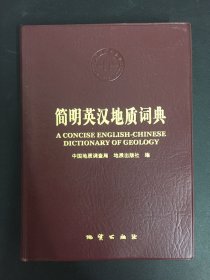 简明英汉地质词典
A CONCISE ENGLISH-CHINESE
DICTIONARY OF GEOLOGY
中国地质调查局 地质出版社 编
地质出版社